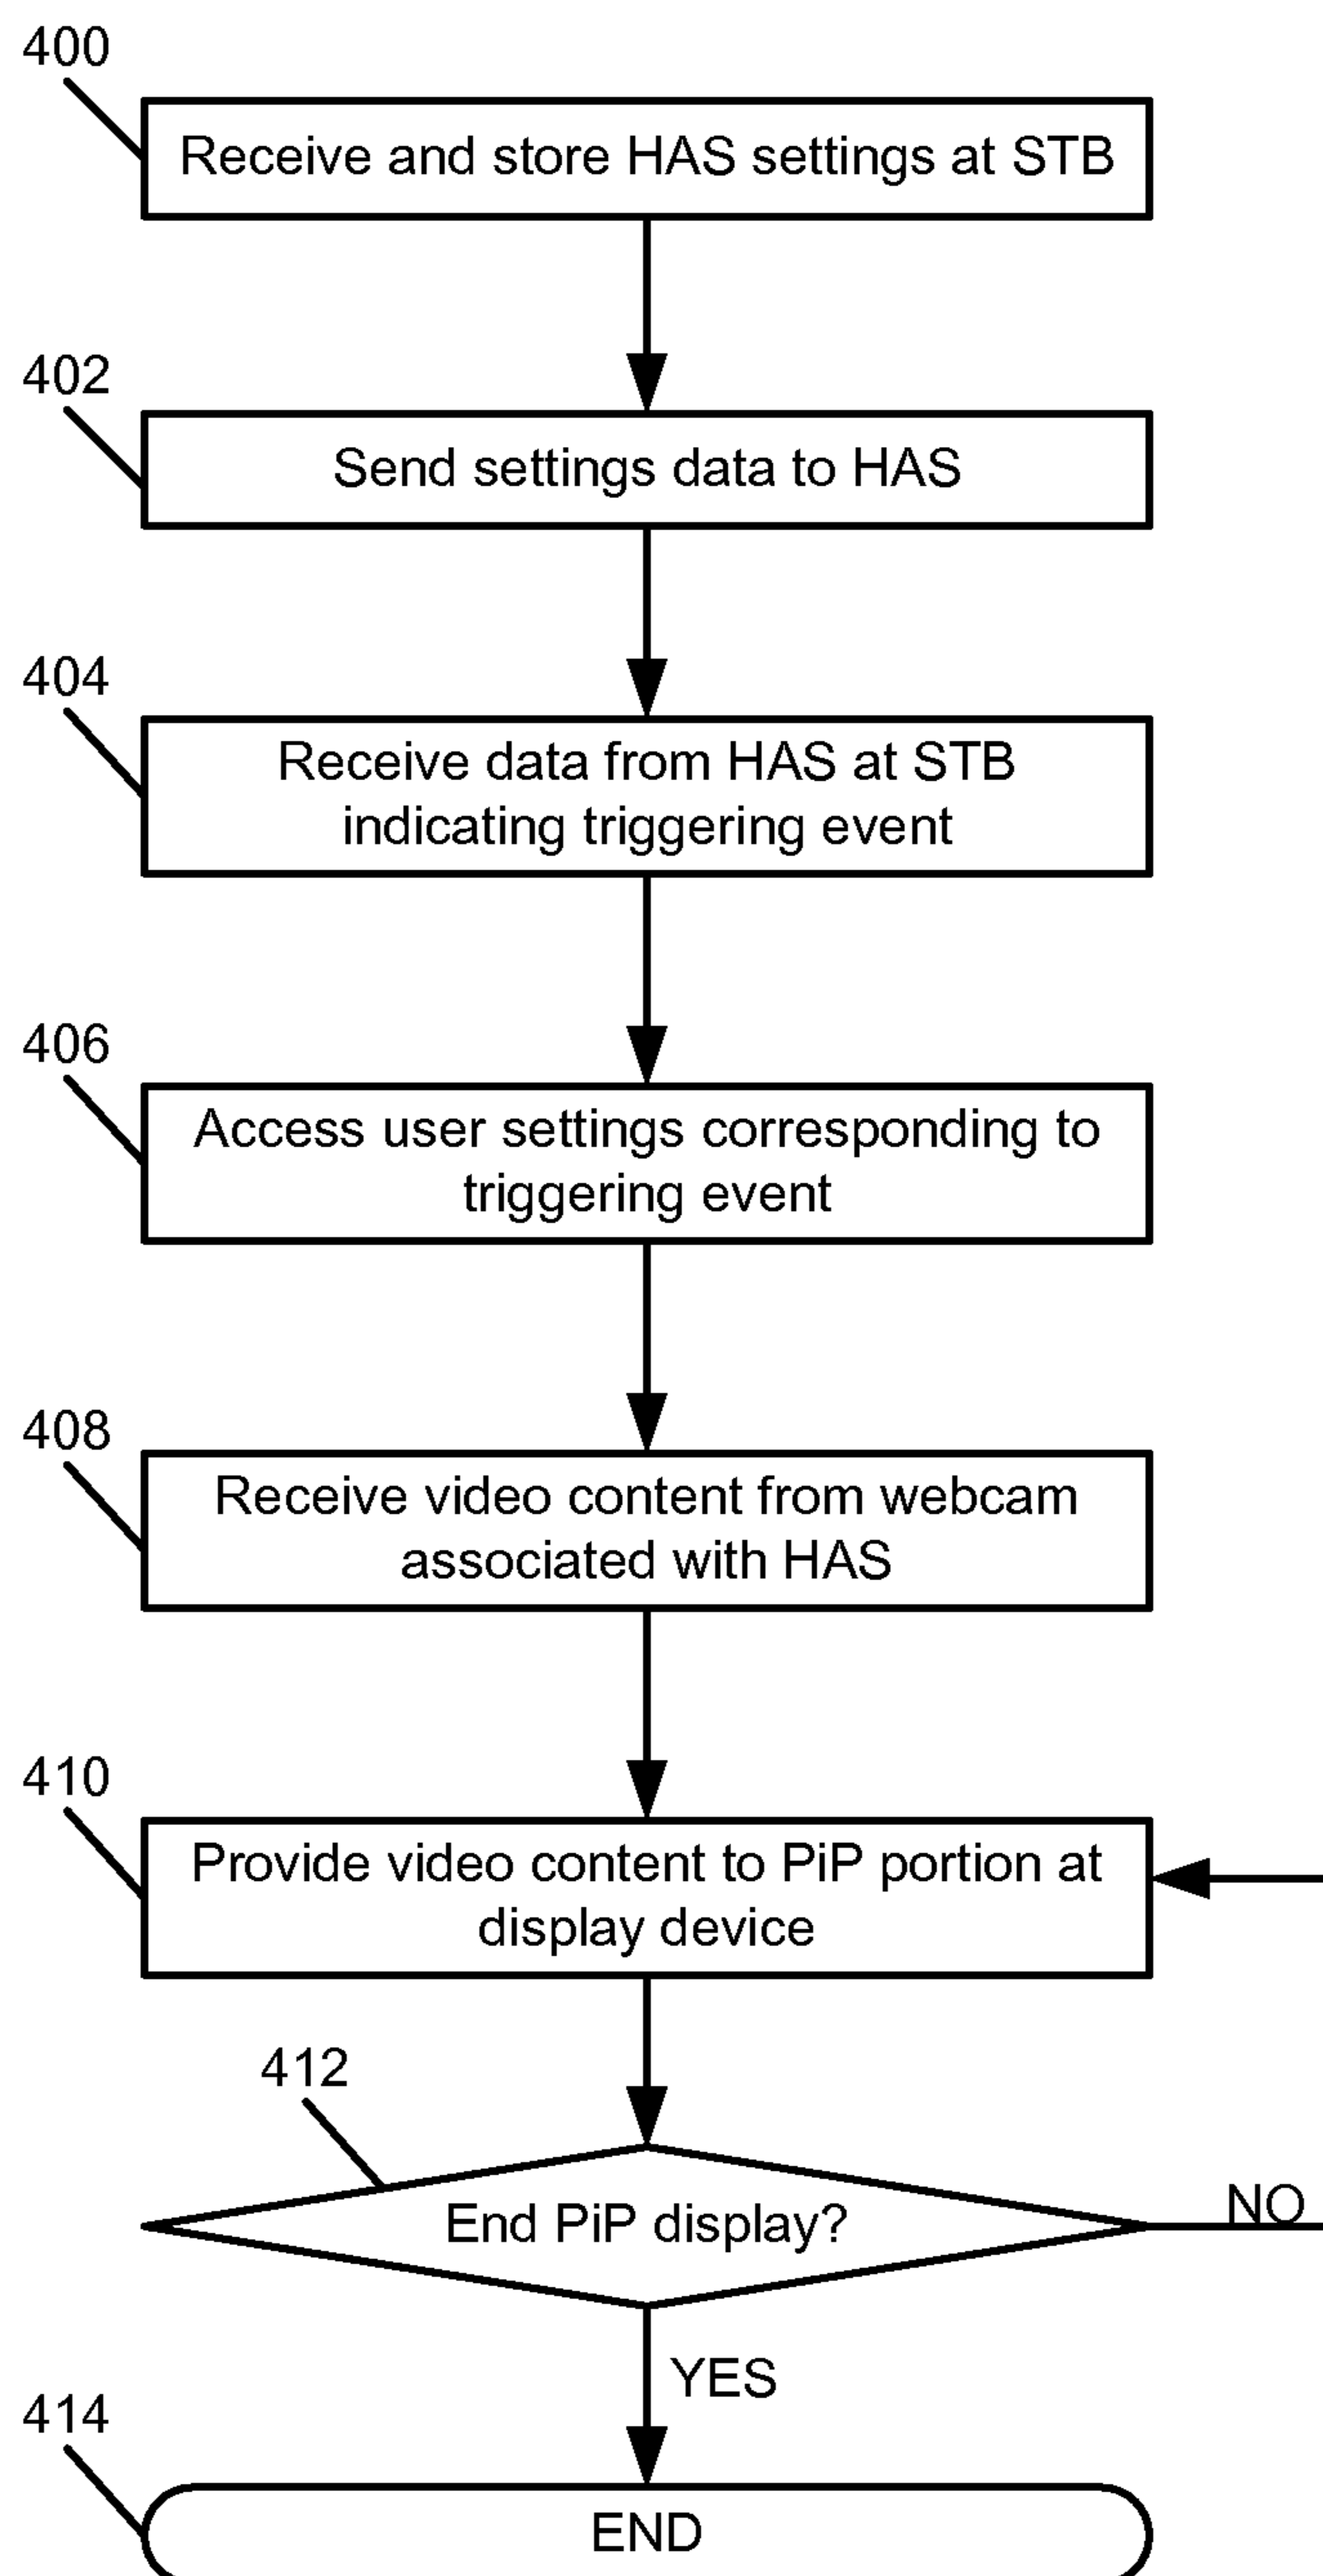 400
Receive and store HAS settings at STB
402
Send settings data to HAS
404
Receive data from HAS at STB
indicating triggering event
406
Access user settings corresponding to
triggering event
408
Receive video content from webcam
associated with HAS
410
Provide video content to PiP portion at
display device
412
End PiP display?
NO
YES
414
END